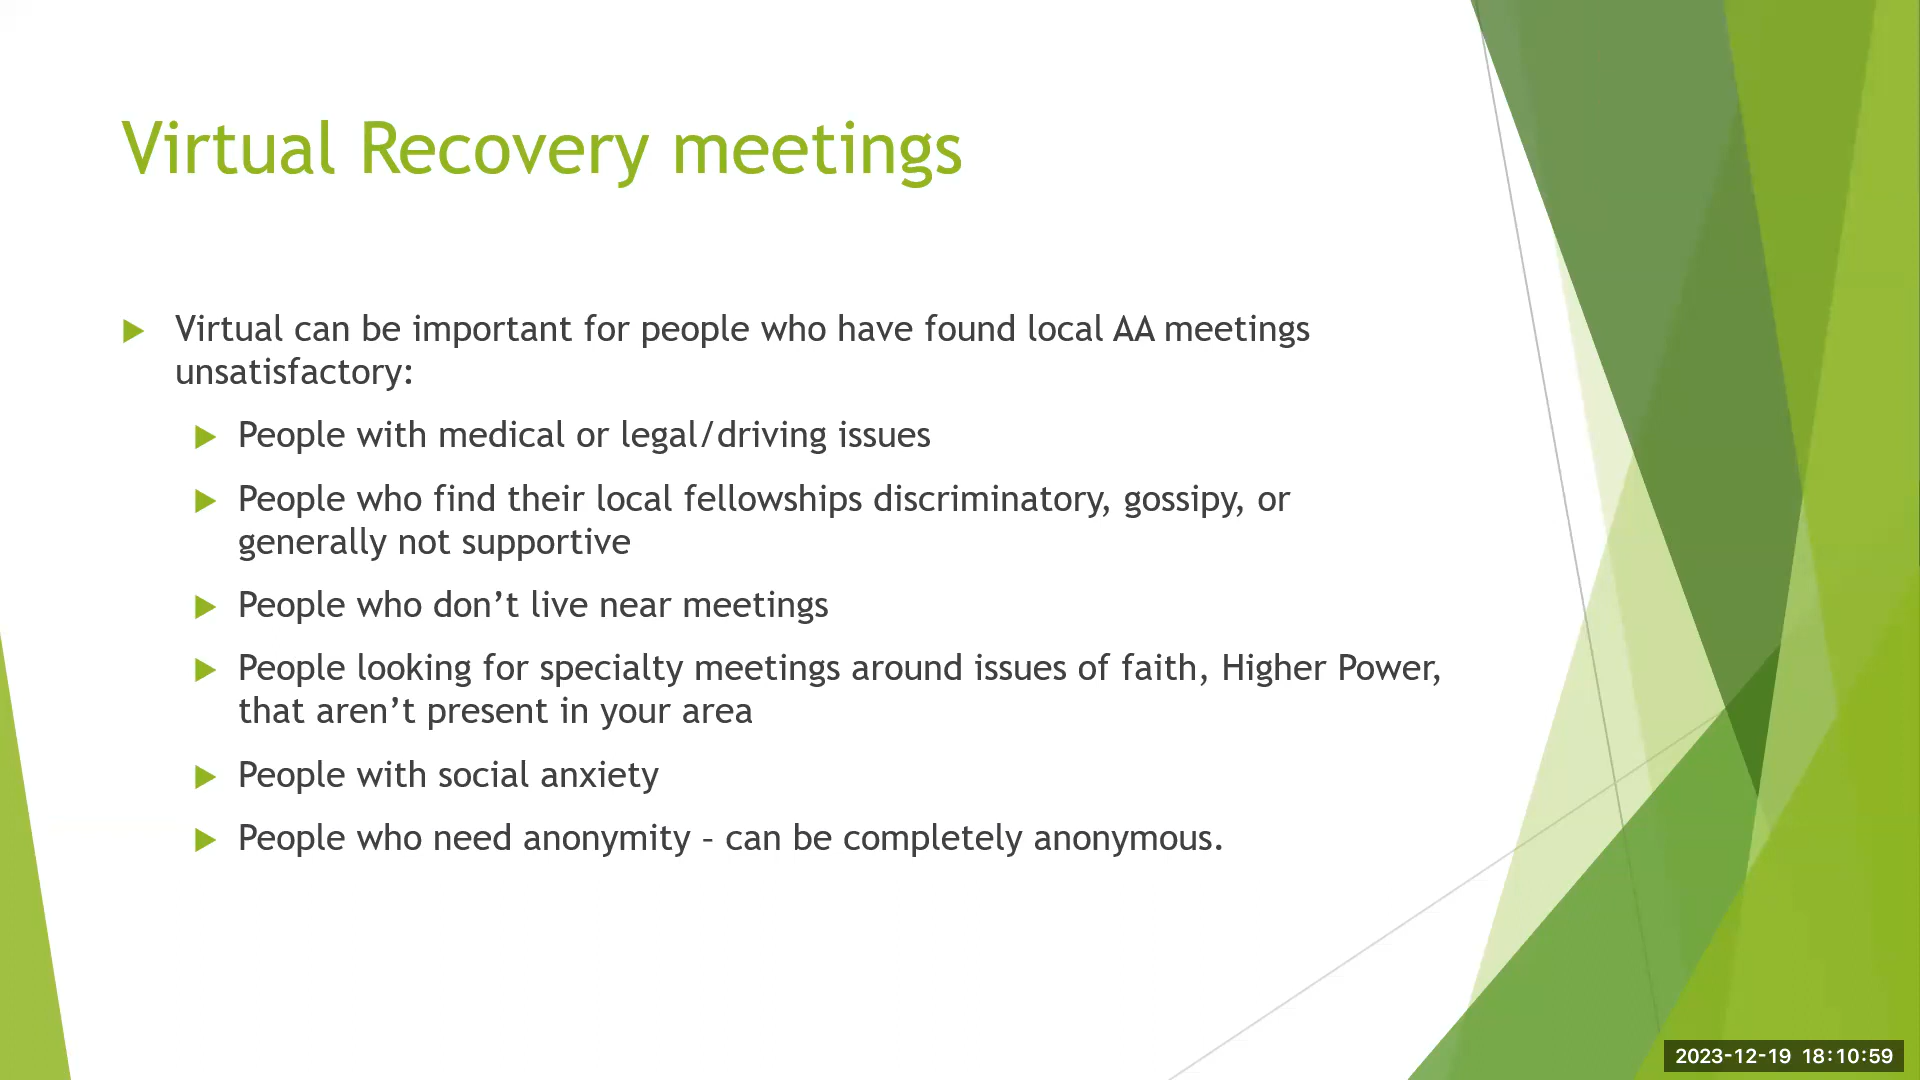 Virtual Recovery meetings
Virtual can be important for people who have found local AA meetings
unsatisfactory:
People with medical or legal/driving issues
People who find their local fellowships discriminatory, gossipy, or
generally not supportive
People who don’t live near meetings
People looking for specialty meetings around issues of faith, Higher Power,
that aren’t present in your area
People with social anxiety
People who need anonymity – can be completely anonymous.
2023-12-19 18:10:59